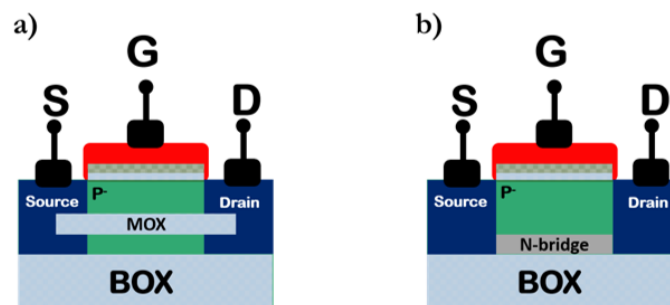 a)
G
S
D
P-
Source
Drain
MOX
BOX
b)
G
S
D
P-
Source
Drain
N-bridge
BOX